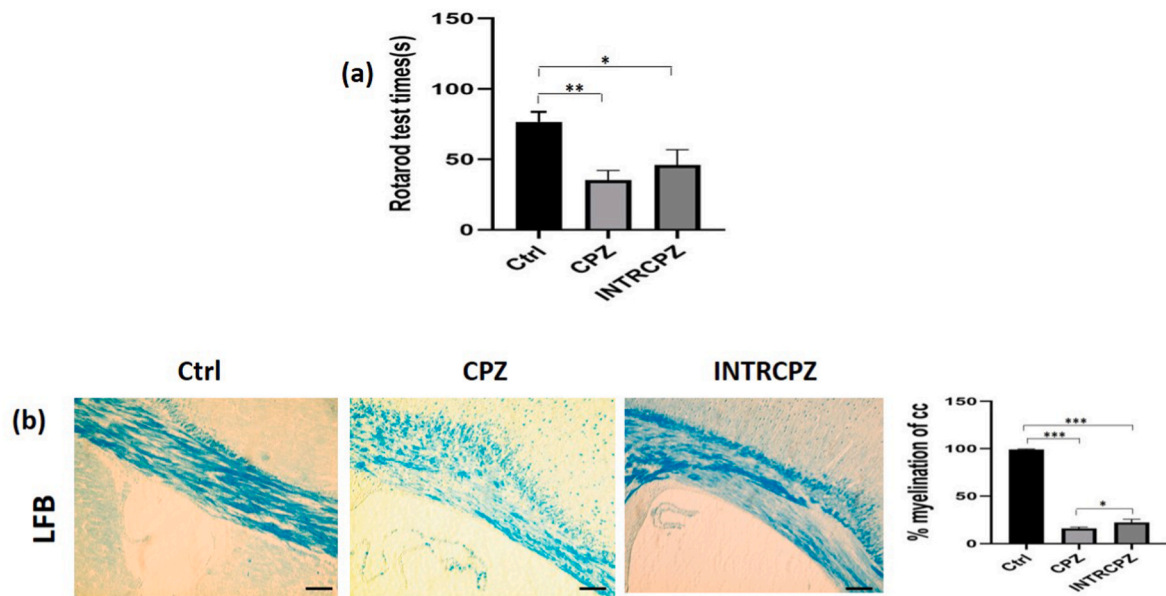 (a)
Rotarod test times(s)
150
100
50
0
*
**
Ctrl
CPZ
INTRCPZ
(b)
LFB
Ctrl
CPZ
INTRCPZ
% myelination of cc
150
100
50
0
***
***
*
Ctrl
CPZ
INTRCPZ